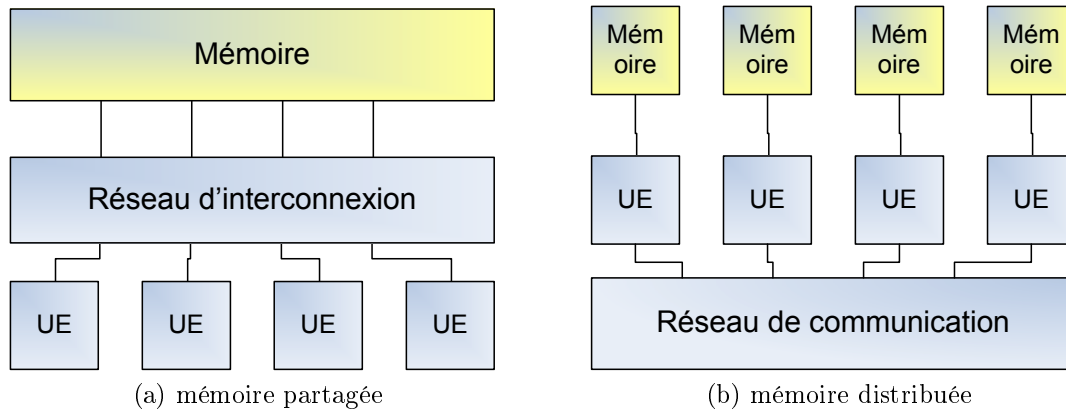 Mémoire
Réseau d'interconnexion
UE UE UE UE
(a) mémoire partagée
Mém oire
Mém oire
Mém oire
Mém oire
UE UE UE UE
Réseau de communication
(b) mémoire distribuée